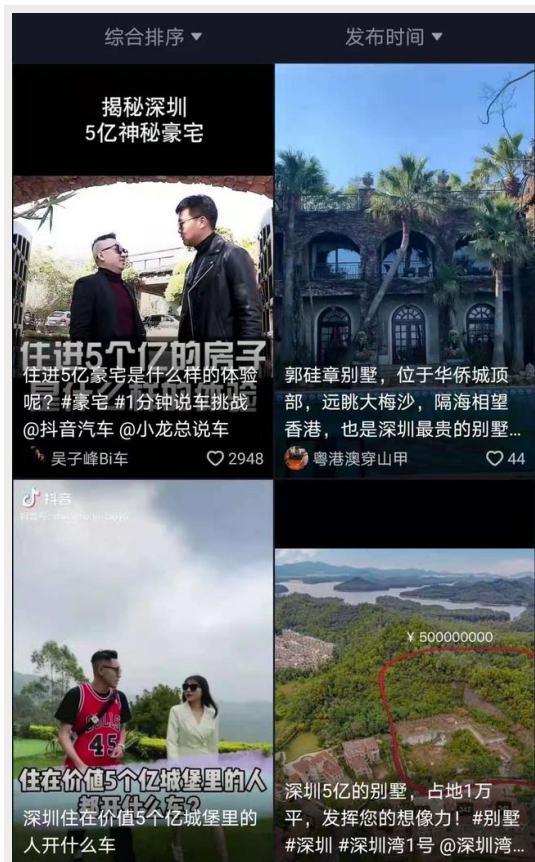 综合排序▼
发布时间▼
揭秘深圳
5亿神秘豪宅
住进5个亿的房子
住进5亿豪宅是什么样的体验
呢？#豪宅 #1分钟说车挑战
@抖音汽车 @小龙总说车
吴子峰Bi车
2948
郭硅章别墅，位于华侨城顶
部，远眺大梅沙，隔海相望
香港，也是深圳最贵的别墅...
粤港澳穿山甲
44
抖音
住在价值5个亿城堡里的人
都开什么车？
深圳住在价值5个亿城堡里的
人开什么车
BULLS
45
¥ 500000000
深圳5亿的别墅，占地1万
平，发挥您的想像力！#别墅
#深圳 #深圳湾1号 @深圳湾...